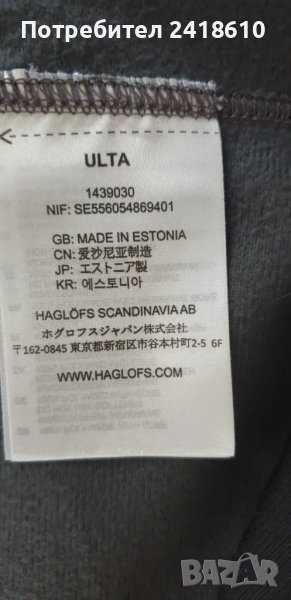 Потребител 2418610
ULTA
1439030
NIF: SE556054869401
GB: MADE IN ESTONIA
CN: 爱沙尼亚制造
JP: エストニア製
KR: 에스토니아
HAGLÖFS SCANDINAVIA AB
ホグロフスジャパン株式会社
〒162-0845 東京都新宿区市谷本村町2-5 6F
WWW.HAGLOFS.COM
BAZAR